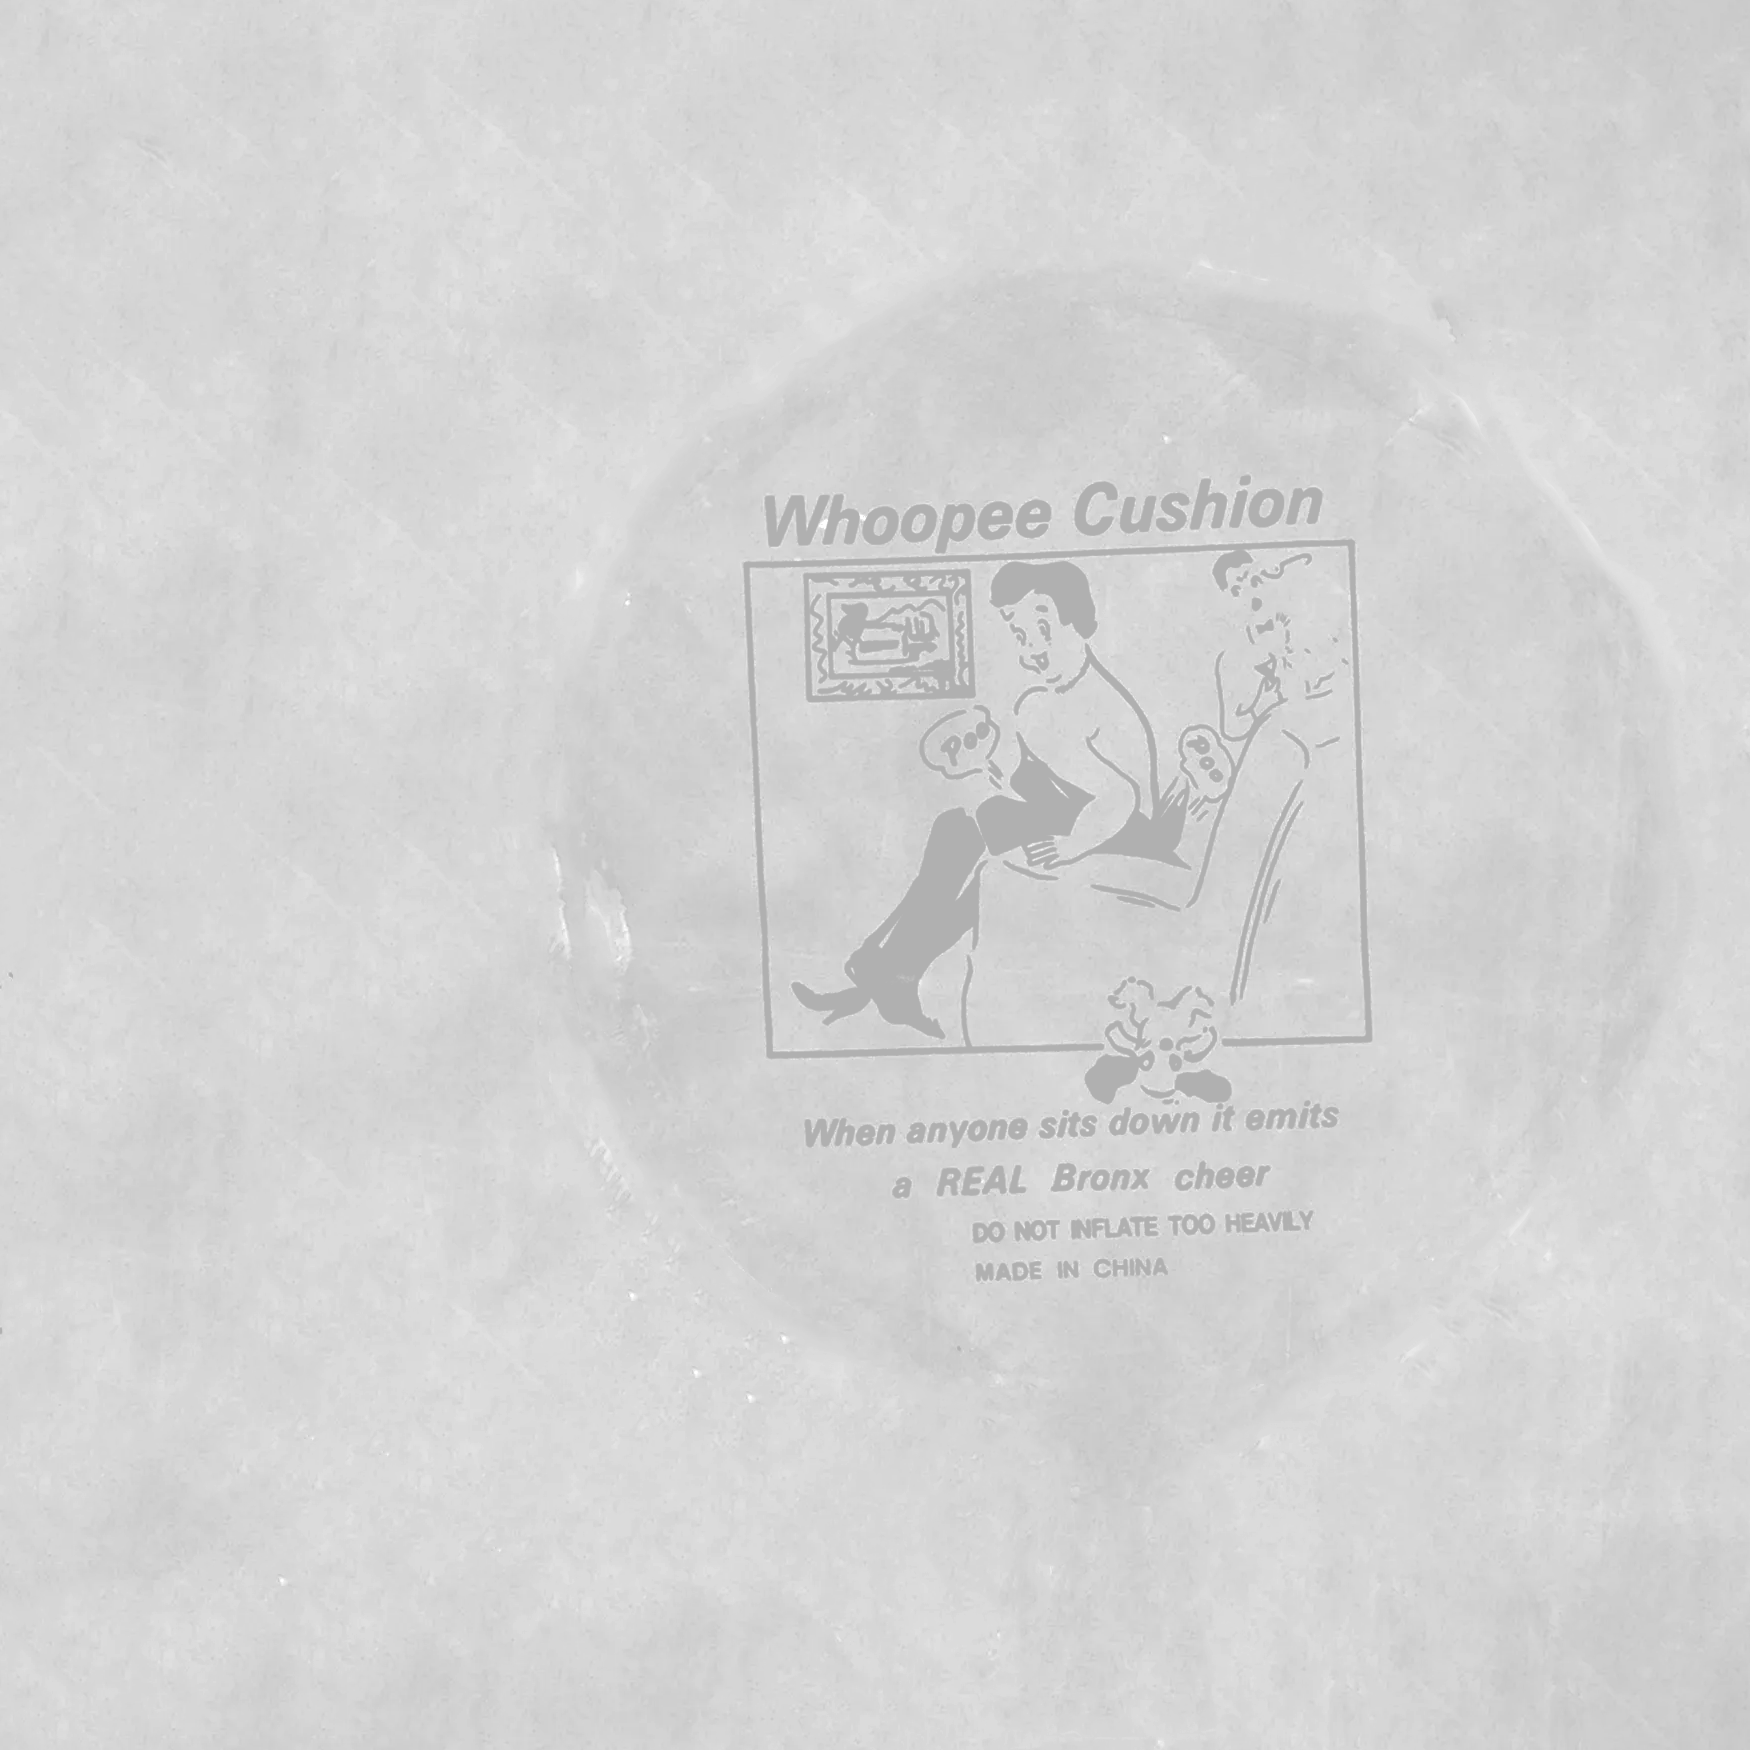 Whoopee Cushion
Poo
Poo
When anyone sits down it emits
a REAL Bronx cheer
DO NOT INFLATE TOO HEAVILY
MADE IN CHINA